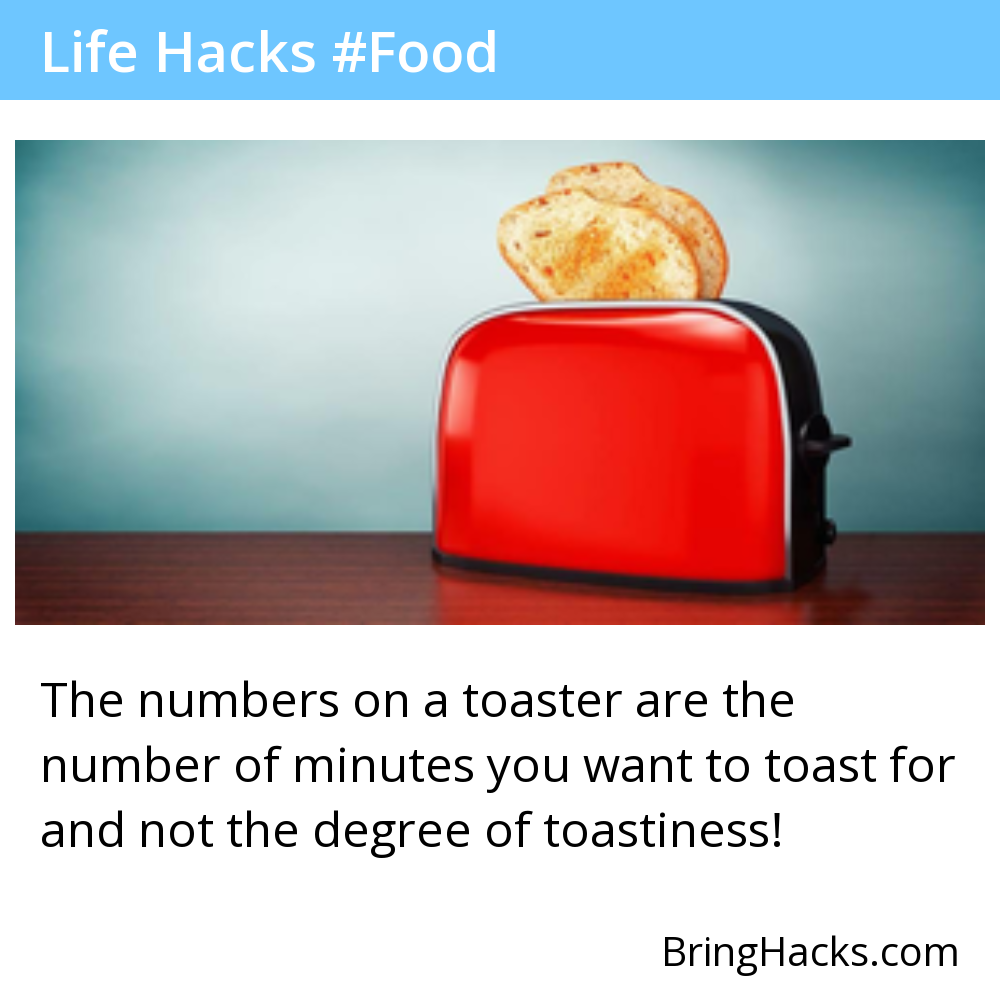 Life Hacks #Food
The numbers on a toaster are the
number of minutes you want to toast for
and not the degree of toastiness!
BringHacks.com